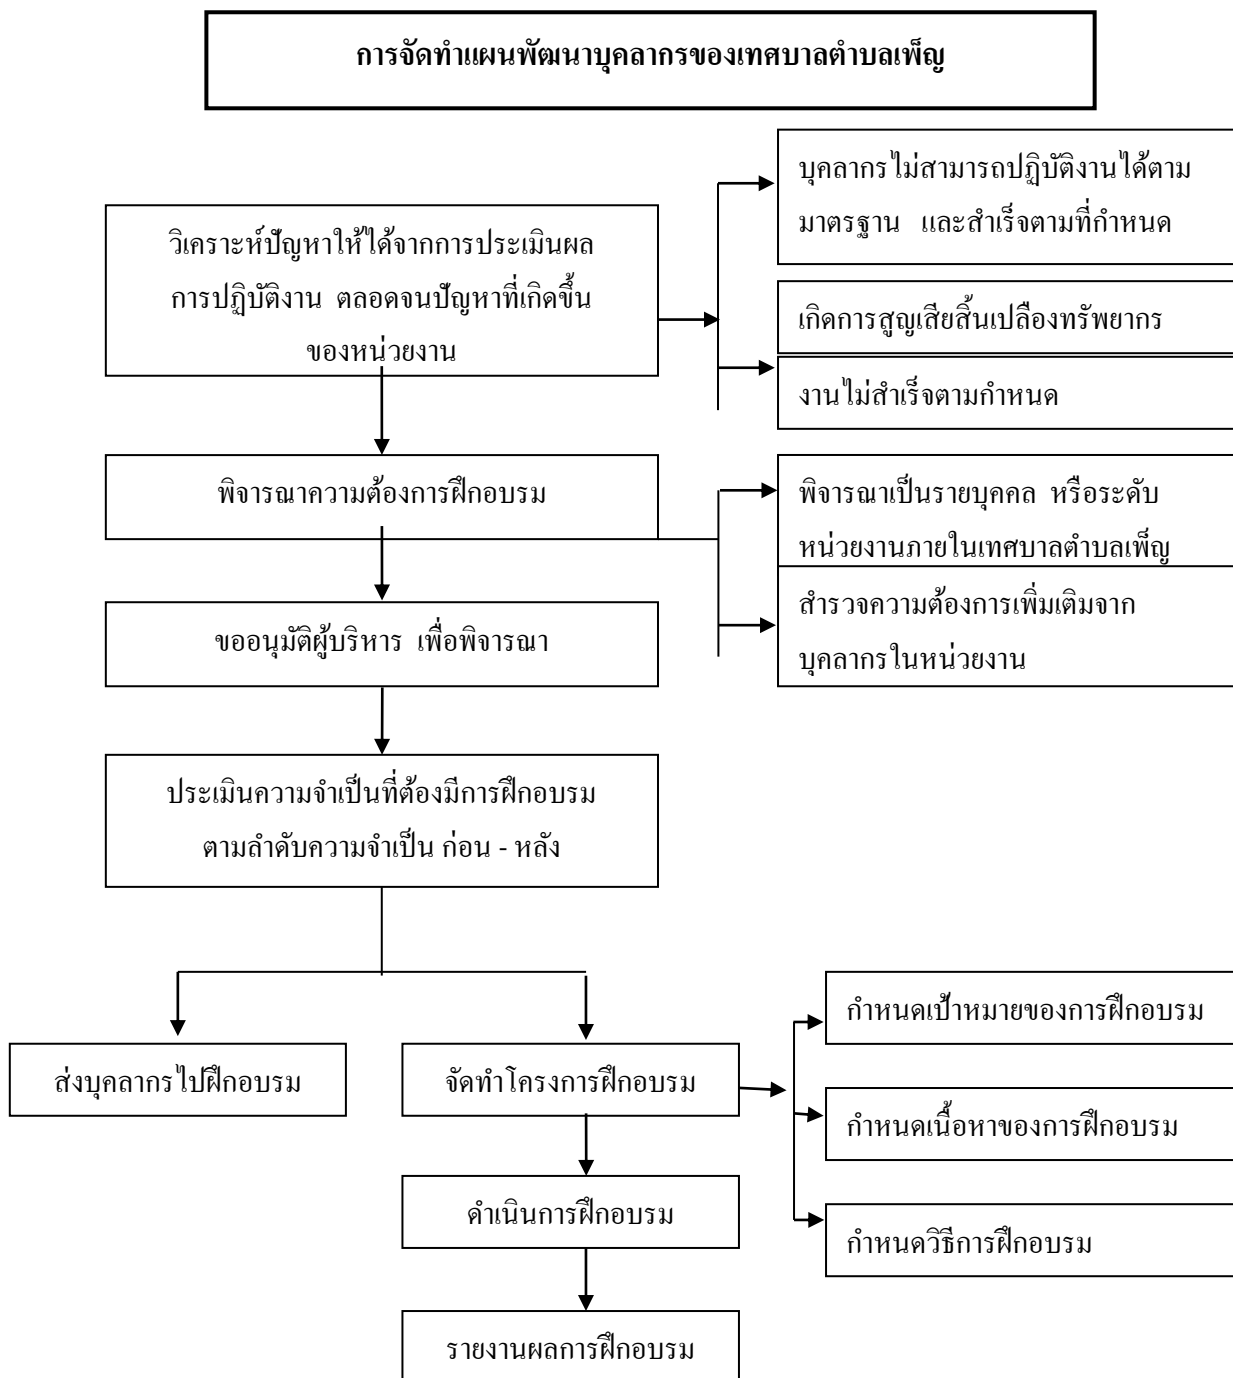 การจัดทำแผนพัฒนาบุคลากรของเทศบาลตำบลเพ็ญ
วิเคราะห์ปัญหาให้ได้จากการประเมินผล
การปฏิบัติงาน ตลอดจนปัญหาที่เกิดขึ้น
ของหน่วยงาน
บุคลากรไม่สามารถปฏิบัติงานได้ตาม
มาตรฐาน และสำเร็จตามที่กำหนด
เกิดการสูญเสียสิ้นเปลืองทรัพยากร
งานไม่สำเร็จตามกำหนด
พิจารณาความต้องการฝึกอบรม
พิจารณาเป็นรายบุคคล หรือระดับ
หน่วยงานภายในเทศบาลตำบลเพ็ญ
สำรวจความต้องการเพิ่มเติมจาก
บุคลากรในหน่วยงาน
ขออนุมัติผู้บริหาร เพื่อพิจารณา
ประเมินความจำเป็นที่ต้องมีการฝึกอบรม
ตามลำดับความจำเป็น ก่อน - หลัง
ส่งบุคลากรไปฝึกอบรม
จัดทำโครงการฝึกอบรม
กำหนดเป้าหมายของการฝึกอบรม
กำหนดเนื้อหาของการฝึกอบรม
กำหนดวิธีการฝึกอบรม
ดำเนินการฝึกอบรม
รายงานผลการฝึกอบรม